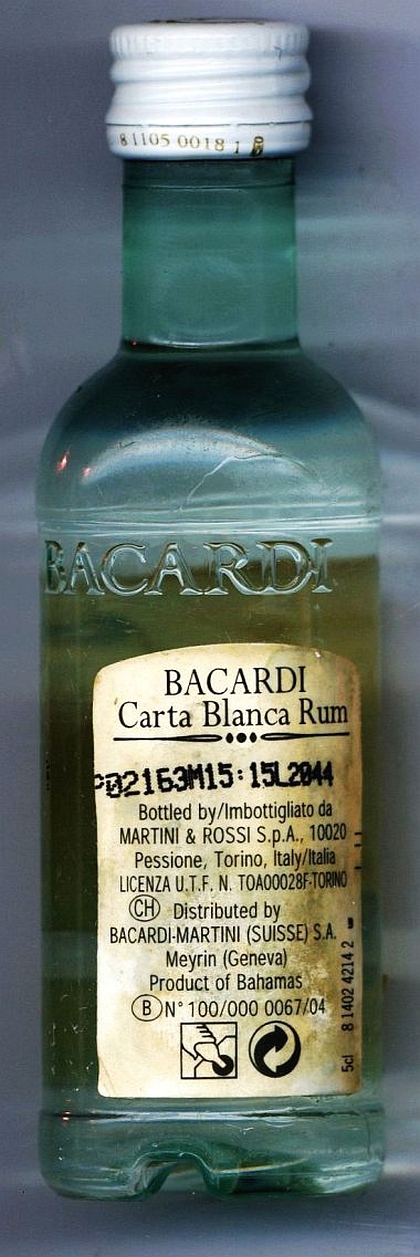 8 1105 0018 1
BACARDI
BACARDI
Carta Blanca Rum
P02163M15:15L2044
Bottled by/Imbottigliato da
MARTINI & ROSSI S.p.A., 10020
Pessione, Torino, Italy/Italia
LICENZA U.T.F. N. TOA00028F-TORINO
CH Distributed by
BACARDI-MARTINI (SUISSE) S.A.
Meyrin (Geneva)
Product of Bahamas
B N° 100/000 0067/04
5cl 8 1402 4214 2